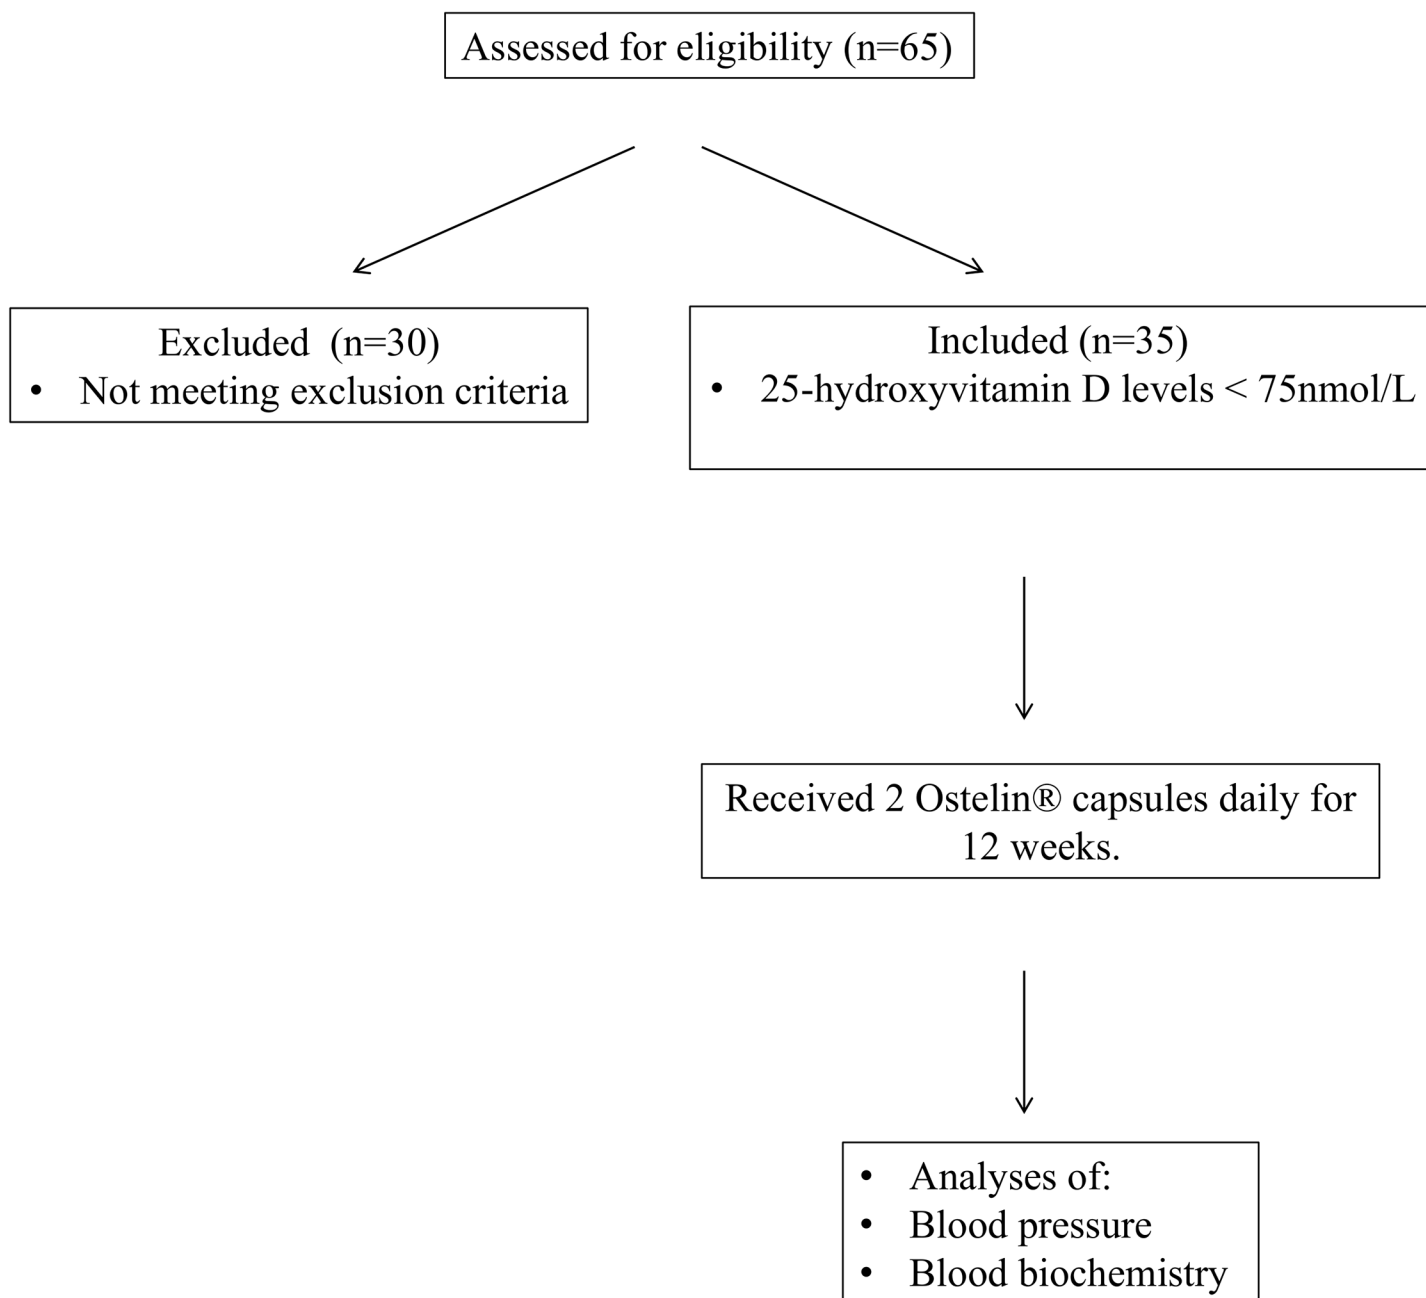 Assessed for eligibility (n=65)
Excluded  (n=30)
• Not meeting exclusion criteria
Included (n=35)
• 25-hydroxyvitamin D levels < 75nmol/L
Received 2 Ostelin® capsules daily for
12 weeks.
• Analyses of:
• Blood pressure
• Blood biochemistry